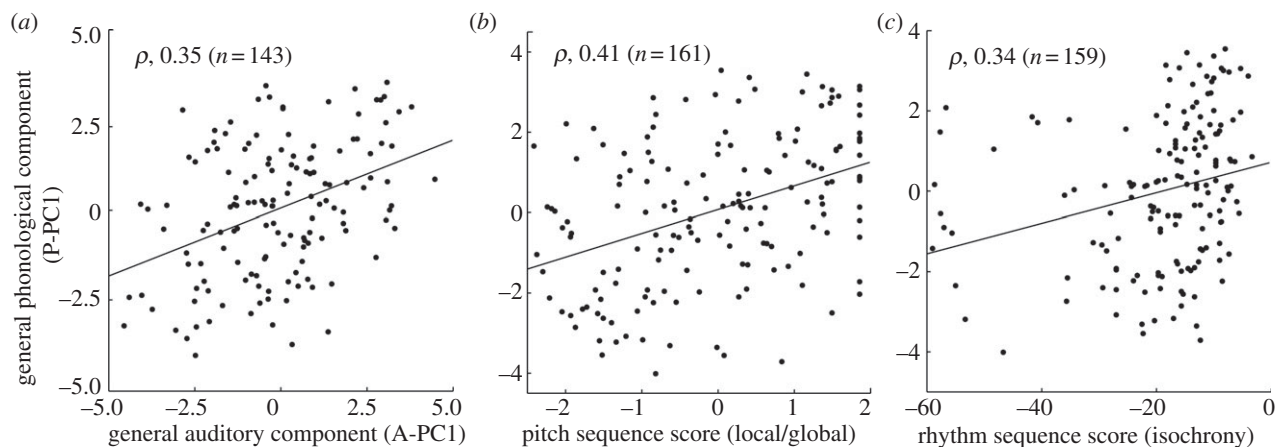 (a)
ρ, 0.35 (n = 143)
general phonological component
(P-PC1)
5.0
2.5
0
−2.5
−5.0
−5.0 −2.5 0 2.5 5.0
general auditory component (A-PC1)
(b)
ρ, 0.41 (n = 161)
4
2
0
−2
−4
−2 −1 0 1 2
pitch sequence score (local/global)
(c)
ρ, 0.34 (n = 159)
4
2
0
−2
−4
−60 −40 −20 0
rhythm sequence score (isochrony)